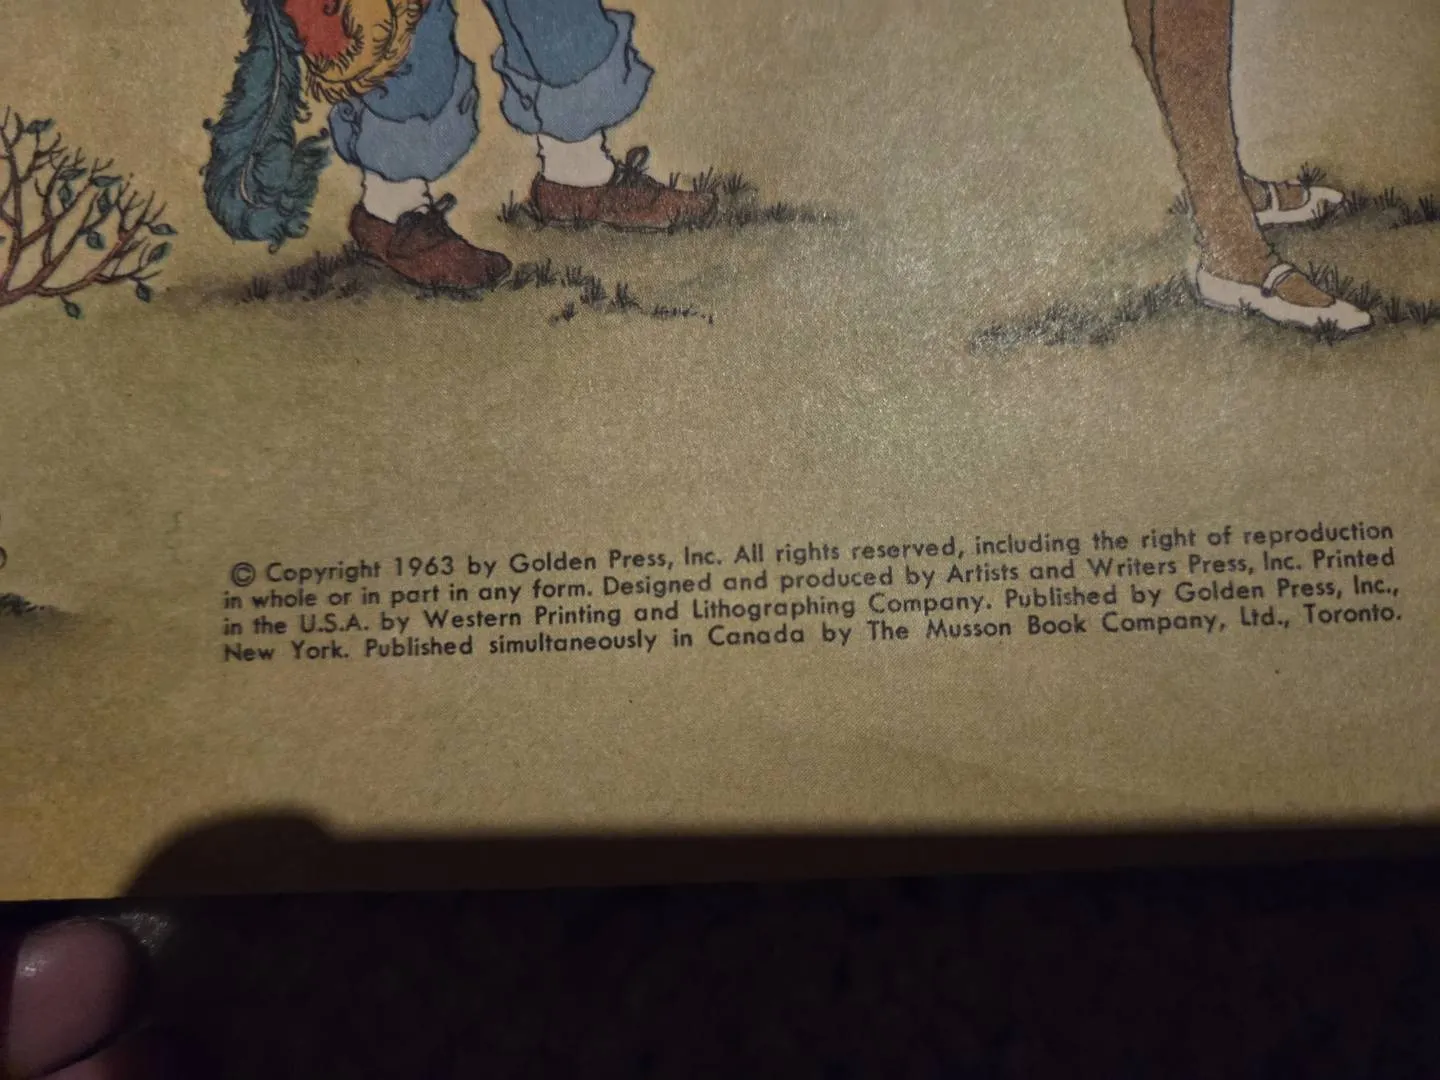 © Copyright 1963 by Golden Press, Inc. All rights reserved, including the right of reproduction
in whole or in part in any form. Designed and produced by Artists and Writers Press, Inc. Printed
in the U.S.A. by Western Printing and Lithographing Company. Published by Golden Press, Inc.,
New York. Published simultaneously in Canada by The Musson Book Company, Ltd., Toronto.